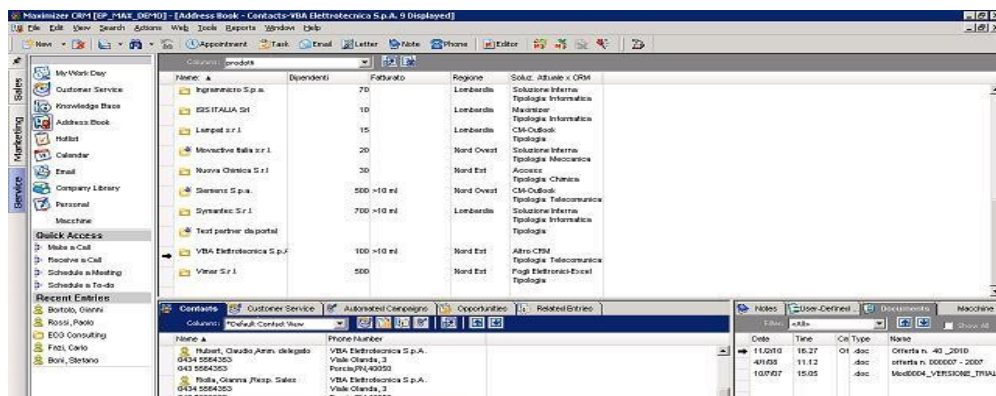 Maximizer CRM [EP_MAX_DEMO] - [Address Book - Contacts-VBA Elettrotecnica S.p.A. 9 Displayed]
File Edit View Search Actions Web Tools Reports Window Help
New Appointment Task Email Letter Note Phone Editor
Sales
Marketing
Service
My Work Day
Customer Service
Knowledge Base
Address Book
Hotlist
Calendar
Email
Company Library
Personal
Macchine
Quick Access
Make a Call
Receive a Call
Schedule a Meeting
Schedule a To-do
Recent Entries
Bortolo, Gianni
Rossi, Paolo
ECO Consulting
Frizi, Carlo
Boni, Stefano
Columns: prodotti
Name: Dipendenti Fatturato Regione Soluz. Attuale x CRM
Ingrammicro S.p.a. 70 Lombardia Soluzione Interna
Tipologia: Informatica
ISIS ITALIA Srl 10 Lombardia Maximizer
Tipologia: Informatica
Lampet s.r.l. 15 Lombardia CM-Outlook
Tipologia:
Movactive Italia s.r.l. 20 Nord Ovest Soluzione Interna
Tipologia: Meccanica
Nuova Chimica S.r.l. 30 Nord Est Access
Tipologia: Chimica
Siemens S.p.a. 500 >10 ml Nord Ovest CM-Outlook
Tipologia: Telecomunica
Symantec S.r.l. 700 >10 ml Lombardia Soluzione Interna
Tipologia: Informatica
Test partner da portal Tipologia:
VBA Elettrotecnica S.p.A 100 >10 ml Nord Est Altro CRM
Tipologia: Telecomunica
Vimar S.r.l. 500 Nord Est Fogli Elettronici-Excel
Tipologia:
Contacts Customer Service Automated Campaigns Opportunities Related Entries
Columns: *Default Contact View
Name Phone Number
Hubert, Claudio /Amm. delegato VBA Elettrotecnica S.p.A.
0434 5564353 Viale Olanda, 3
043 5564353 Porcia,PN,40050
Rolla, Gianna /Resp. Sales VBA Elettrotecnica S.p.A.
0434 5564353 Viale Olanda, 3
Notes User-Defined... Documents Macchine
Filter: <All> Show All
Date Time Type Name
11/2/10 16.27 .doc Offerta n. 40 _2010
4/1/08 11.12 .doc offerta n. 000007 - 2007
10/7/07 15.05 .doc Mod0004_VERSIONE_TRIAL